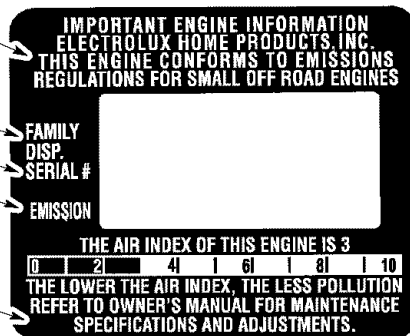 IMPORTANT ENGINE INFORMATION
ELECTROLUX HOME PRODUCTS, INC.
THIS ENGINE CONFORMS TO EMISSIONS
REGULATIONS FOR SMALL OFF ROAD ENGINES
FAMILY
DISP.
SERIAL #
EMISSION
THE AIR INDEX OF THIS ENGINE IS 3
0 2 4 6 8 10
THE LOWER THE AIR INDEX, THE LESS POLLUTION
REFER TO OWNER'S MANUAL FOR MAINTENANCE
SPECIFICATIONS AND ADJUSTMENTS.